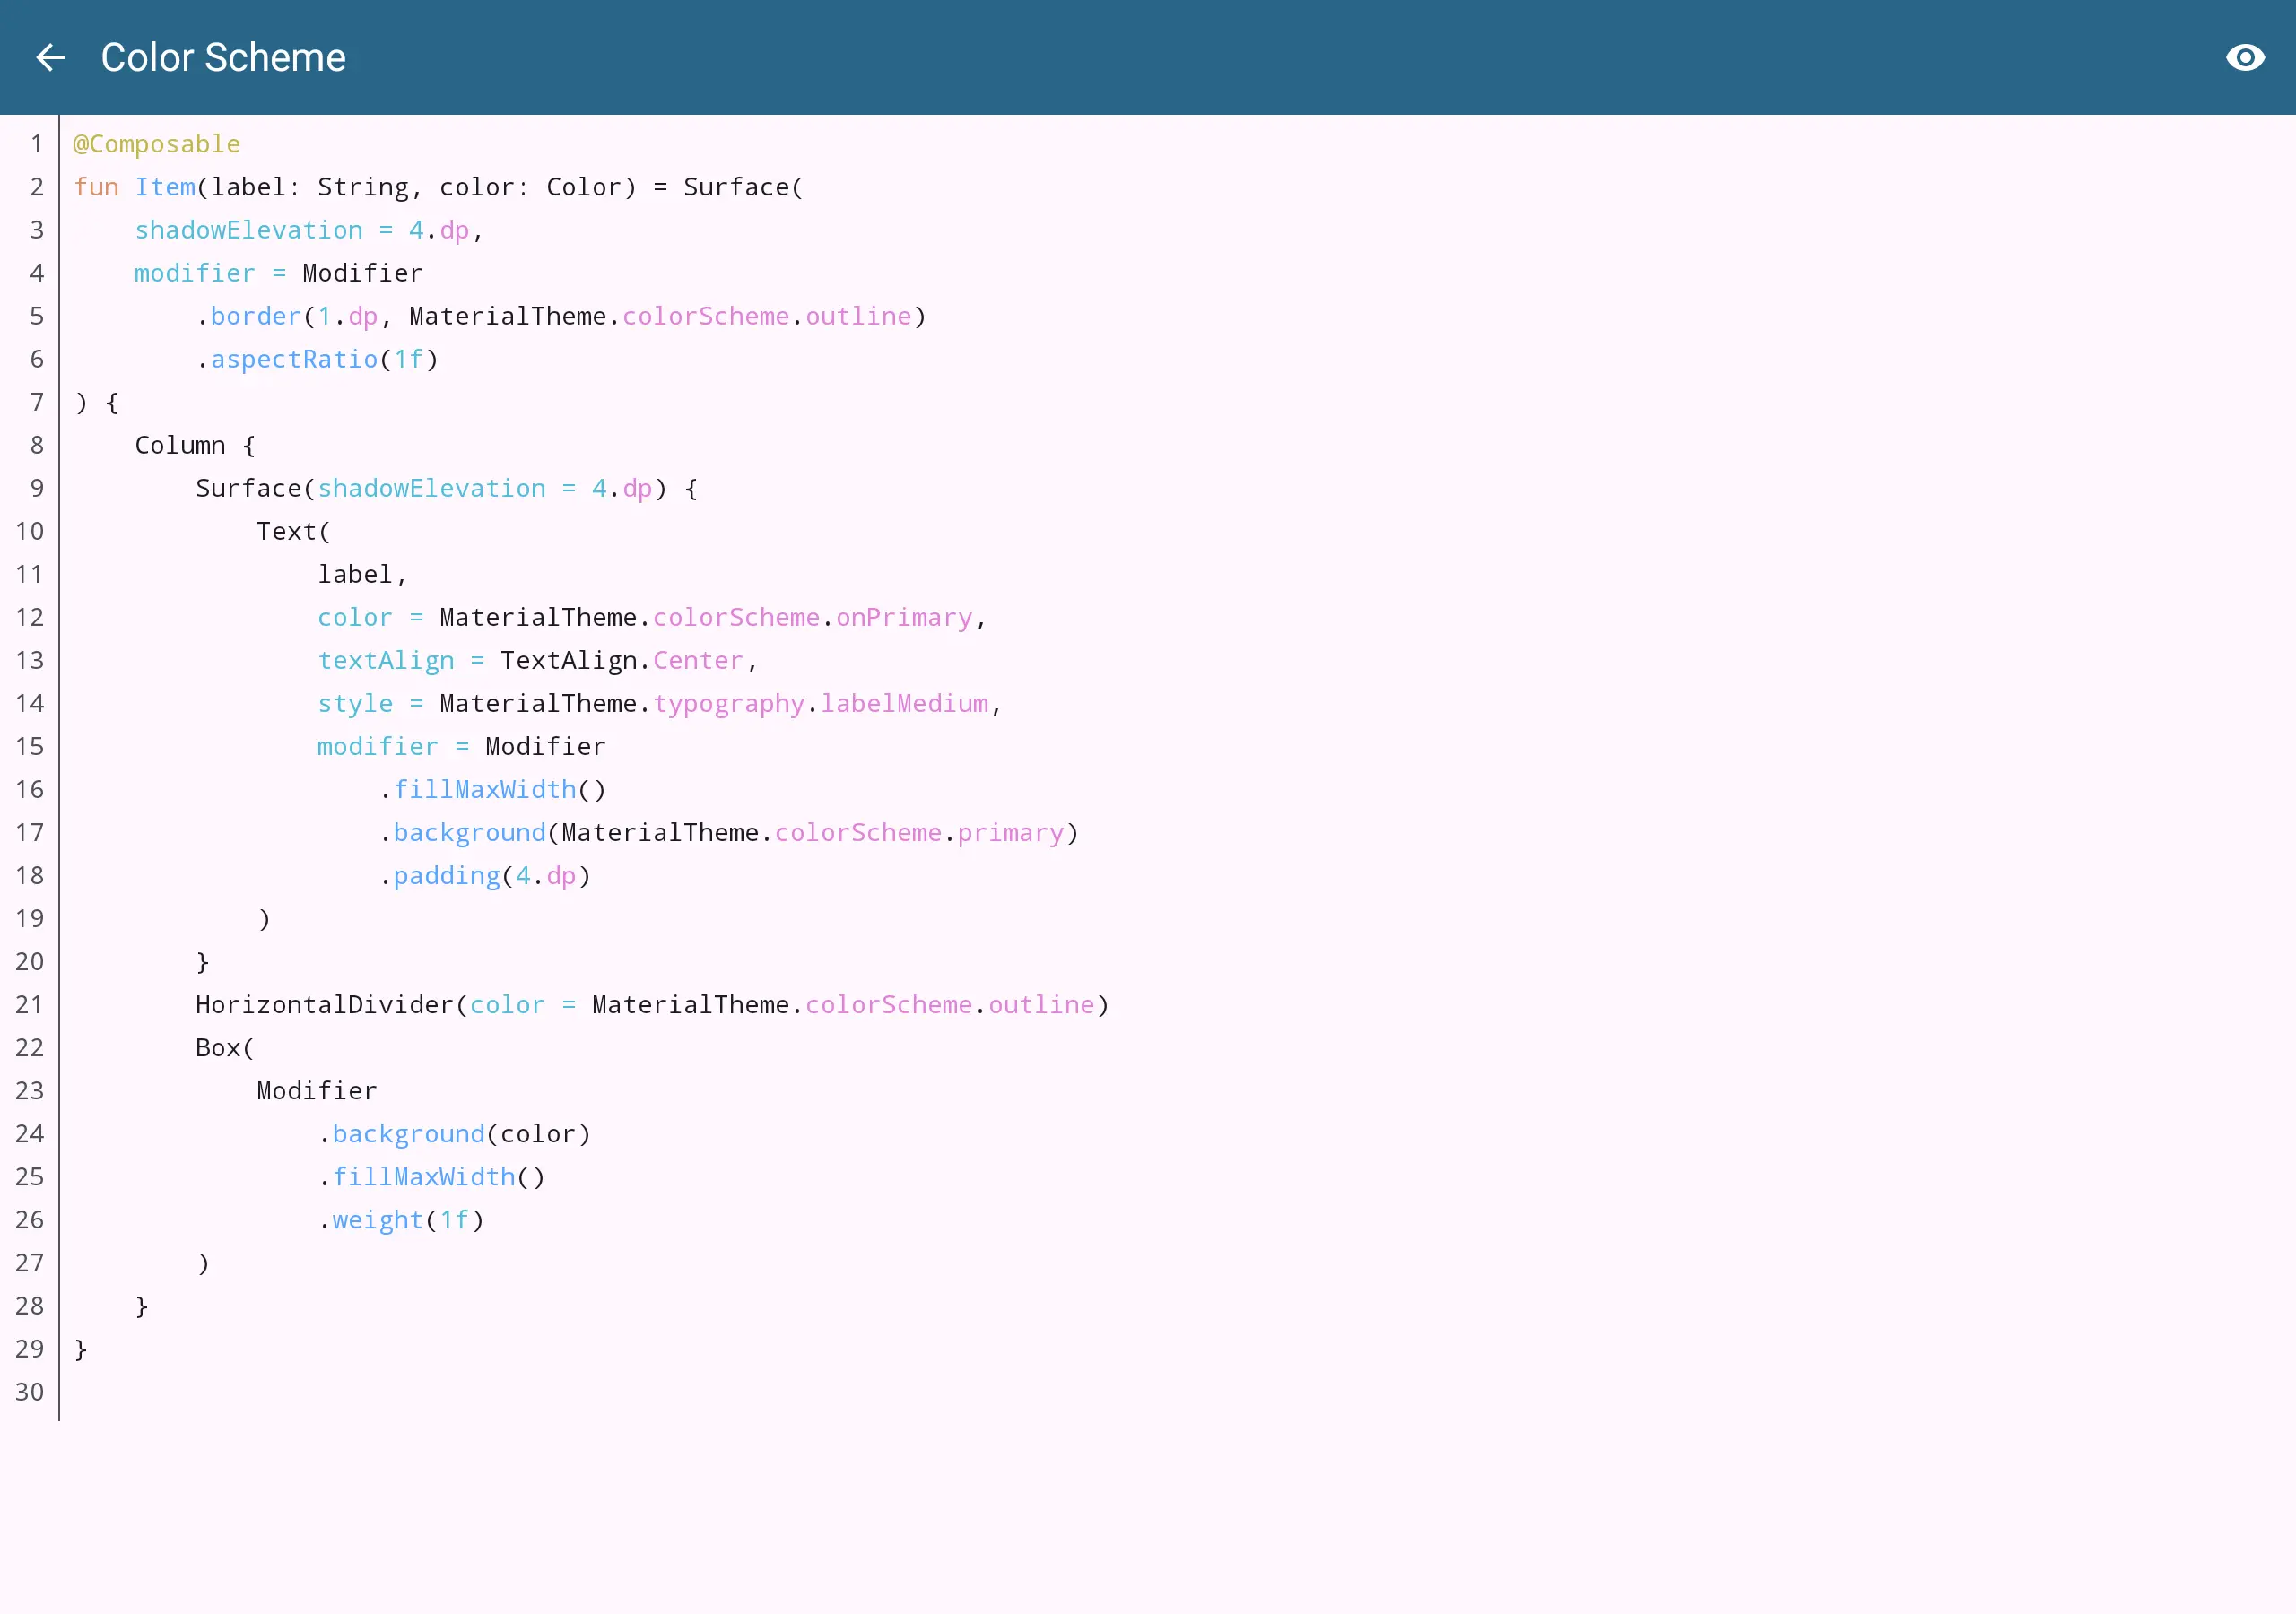 Color Scheme
1 @Composable
2 fun Item(label: String, color: Color) = Surface(
3     shadowElevation = 4.dp,
4     modifier = Modifier
5         .border(1.dp, MaterialTheme.colorScheme.outline)
6         .aspectRatio(1f)
7 ) {
8     Column {
9         Surface(shadowElevation = 4.dp) {
10             Text(
11                 label,
12                 color = MaterialTheme.colorScheme.onPrimary,
13                 textAlign = TextAlign.Center,
14                 style = MaterialTheme.typography.labelMedium,
15                 modifier = Modifier
16                     .fillMaxWidth()
17                     .background(MaterialTheme.colorScheme.primary)
18                     .padding(4.dp)
19             )
20         }
21         HorizontalDivider(color = MaterialTheme.colorScheme.outline)
22         Box(
23             Modifier
24                 .background(color)
25                 .fillMaxWidth()
26                 .weight(1f)
27         )
28     }
29 }
30